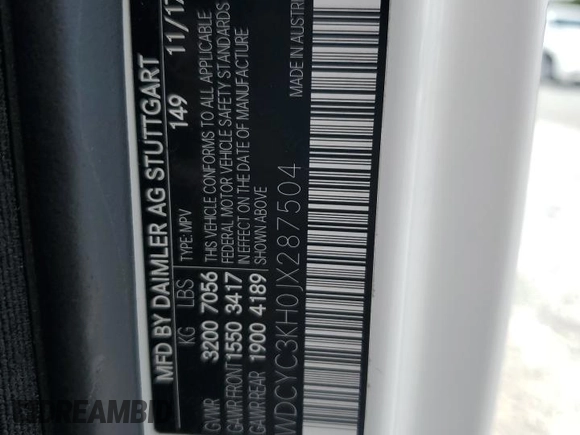 MFD BY DAIMLER AG STUTTGART 11/17
KG LBS TYPE: MPV 149
GVWR 3200 7056 THIS VEHICLE CONFORMS TO ALL APPLICABLE
GAWR FRONT 1550 3417 FEDERAL MOTOR VEHICLE SAFETY STANDARDS
GAWR REAR 1900 4189 IN EFFECT ON THE DATE OF MANUFACTURE
SHOWN ABOVE
WDCYC3KH0JX287504 MADE IN AUSTRI
DREAMBID